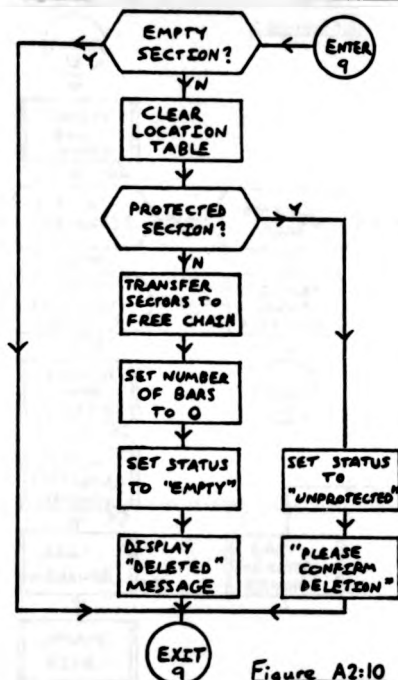 EMPTY
SECTION?
ENTER
9
Y
N
CLEAR
LOCATION
TABLE
PROTECTED
SECTION?
Y
N
TRANSFER
SECTORS TO
FREE CHAIN
SET NUMBER
OF BARS
TO 0
SET STATUS
TO "EMPTY"
SET STATUS
TO
"UNPROTECTED"
DISPLAY
"DELETED"
MESSAGE
"PLEASE
CONFIRM
DELETION"
EXIT
9
Figure A2:10